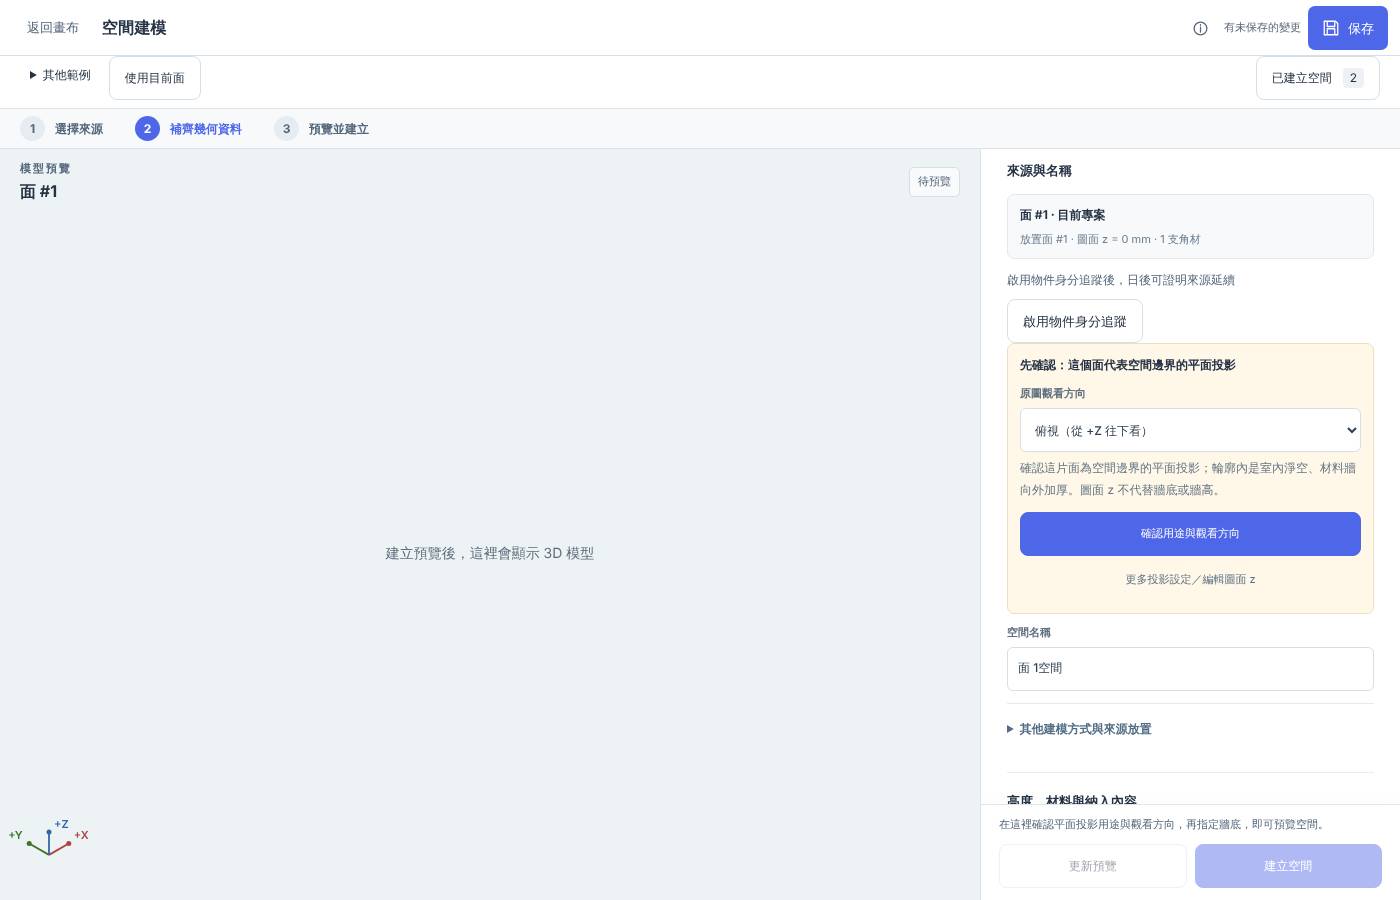 返回畫布
空間建模
有未保存的變更
保存
其他範例
使用目前面
已建立空間 2
1 選擇來源
2 補齊幾何資料
3 預覽並建立
模型預覽
面 #1
待預覽
建立預覽後，這裡會顯示 3D 模型
+Z
+Y
+X
來源與名稱
面 #1 · 目前專案
放置面 #1 · 圖面 z = 0 mm · 1 支角材
啟用物件身分追蹤後，日後可證明來源延續
啟用物件身分追蹤
先確認：這個面代表空間邊界的平面投影
原圖觀看方向
俯視（從 +Z 往下看）
確認這片面為空間邊界的平面投影；輪廓內是室內淨空、材料牆
向外加厚。圖面 z 不代替牆底或牆高。
確認用途與觀看方向
更多投影設定／編輯圖面 z
空間名稱
面 1空間
其他建模方式與來源放置
高度、材料與納入內容
在這裡確認平面投影用途與觀看方向，再指定牆底，即可預覽空間。
更新預覽
建立空間